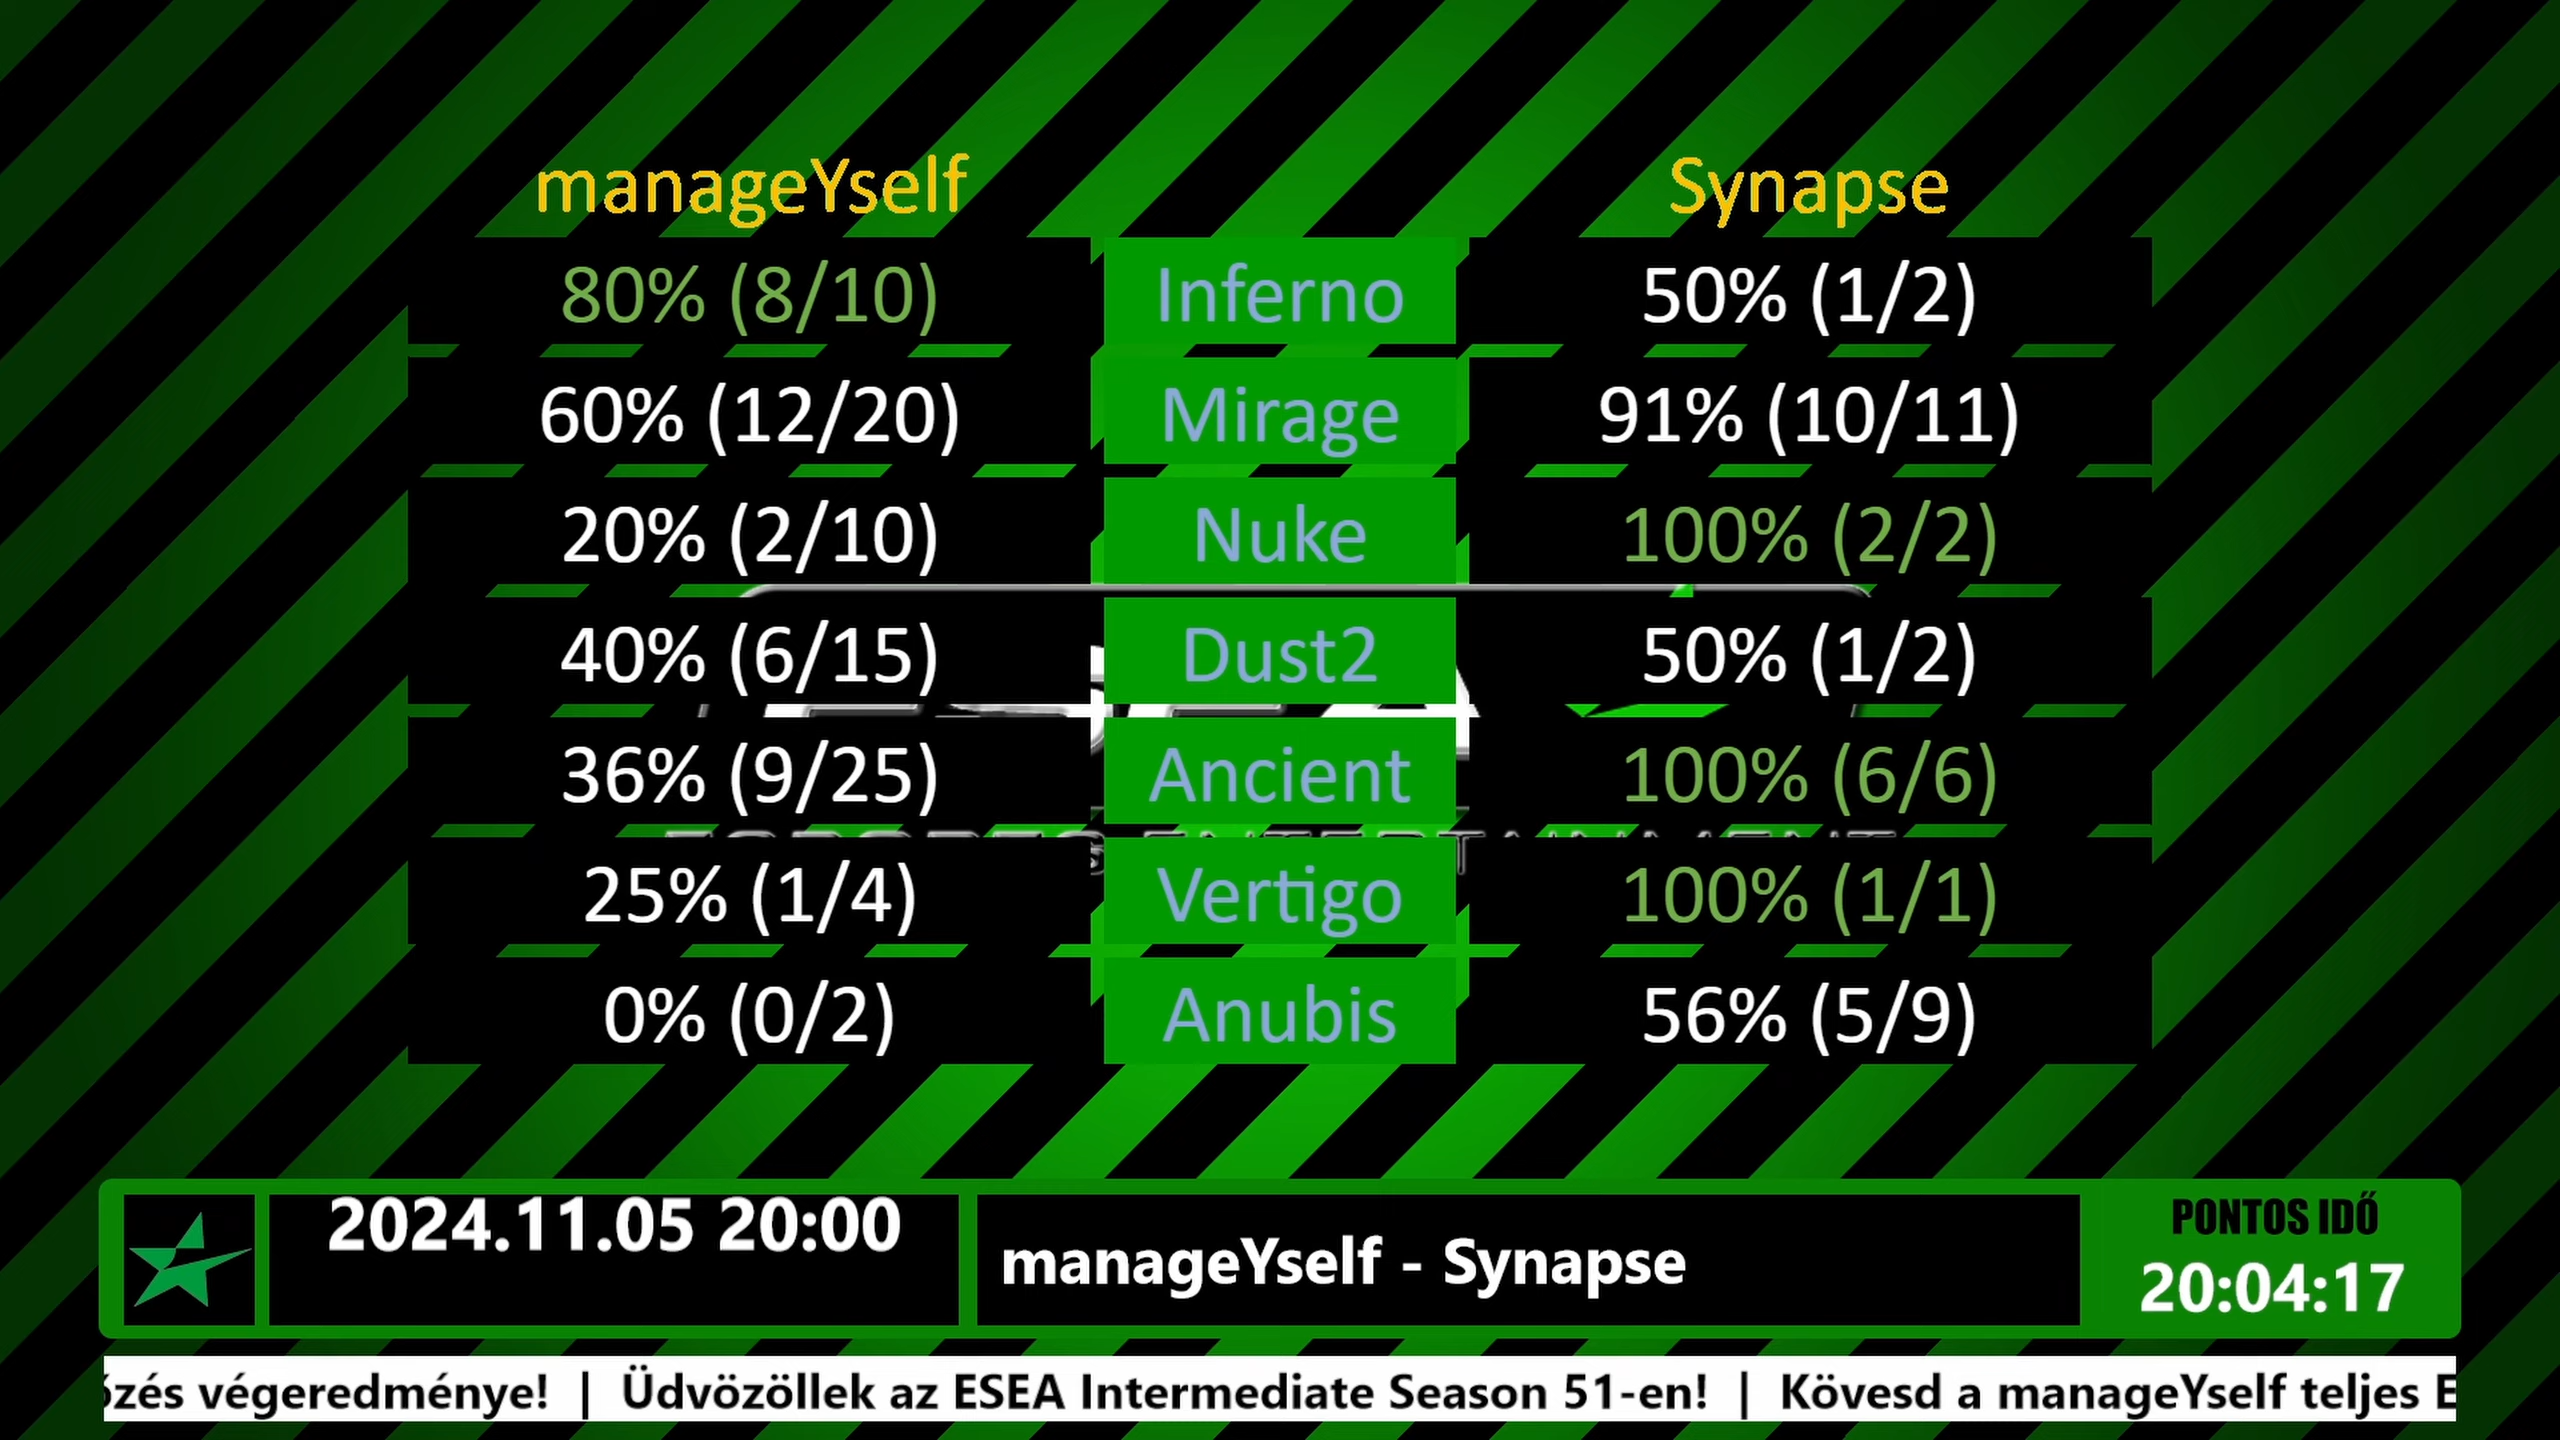 manageYself Synapse
80% (8/10) Inferno 50% (1/2)
60% (12/20) Mirage 91% (10/11)
20% (2/10) Nuke 100% (2/2)
40% (6/15) Dust2 50% (1/2)
36% (9/25) Ancient 100% (6/6)
25% (1/4) Vertigo 100% (1/1)
0% (0/2) Anubis 56% (5/9)
2024.11.05 20:00
manageYself - Synapse
PONTOS IDŐ
20:04:17
végeredménye! | Üdvözöllek az ESEA Intermediate Season 51-en! | Kövesd a manageYself teljes